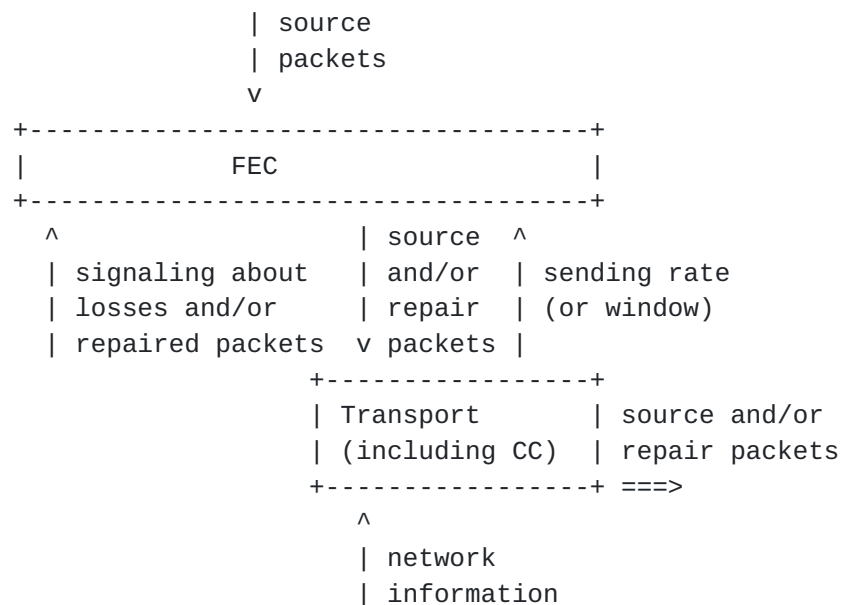 | source
| packets
v
+------------------------------------+
| FEC |
+------------------------------------+
^ | source ^
| signaling about | and/or | sending rate
| losses and/or | repair | (or window)
| repaired packets v packets |
+-----------------+
| Transport | source and/or
| (including CC) | repair packets
+-----------------+ ===>
^
| network
| information